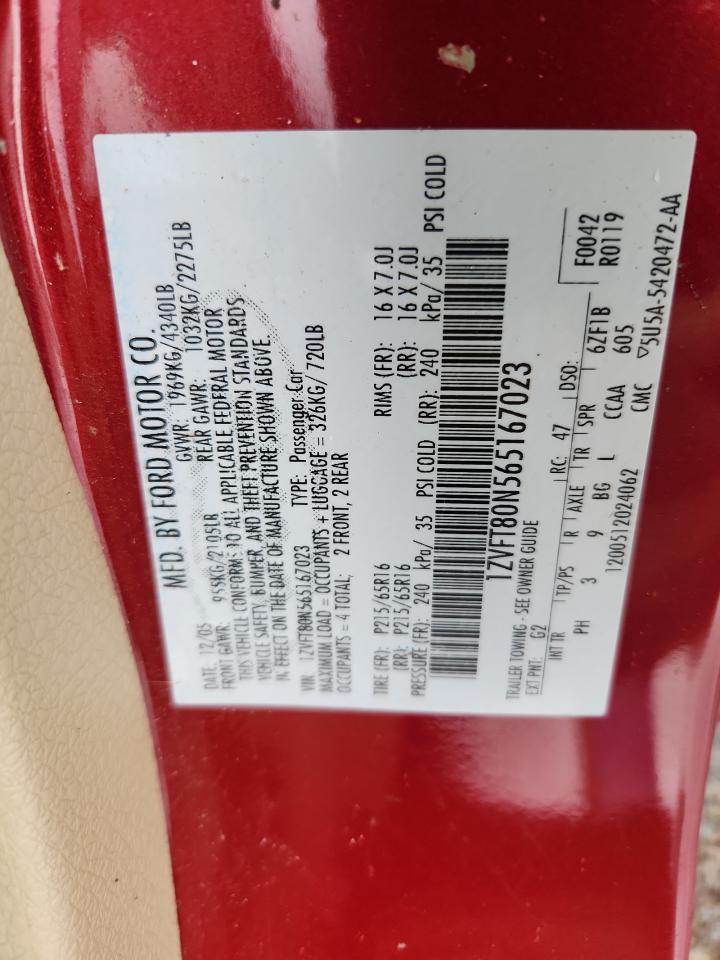 MFD. BY FORD MOTOR CO.
DATE: 12/05 GVWR: 1969KG/4340LB
FRONT GAWR: 955KG/2105LB REAR GAWR: 1032KG/2275LB
THIS VEHICLE CONFORMS TO ALL APPLICABLE FEDERAL MOTOR
VEHICLE SAFETY, BUMPER, AND THEFT PREVENTION STANDARDS
IN EFFECT ON THE DATE OF MANUFACTURE SHOWN ABOVE.
VIN: 1ZVFT80N565167023 TYPE: Passenger Car
MAXIMUM LOAD = OCCUPANTS + LUGGAGE = 326KG/ 720LB
OCCUPANTS = 4 TOTAL; 2 FRONT, 2 REAR
TIRE (FR): P215/65R16 RIMS (FR): 16 X 7.0J
(RR): P215/65R16 (RR): 16 X 7.0J
PRESSURE (FR): 240 kPa/ 35 PSI COLD (RR): 240 kPa/ 35 PSI COLD
1ZVFT80N565167023
TRAILER TOWING - SEE OWNER GUIDE
EXT PNT: G2 RC: 47 DSO: F0042
INT TR TP/PS R AXLE TR SPR R0119
PH 3 9 BG L CCAA 6ZF1B
1200512024062 CMC 605
▽5U5A-5420472-AA